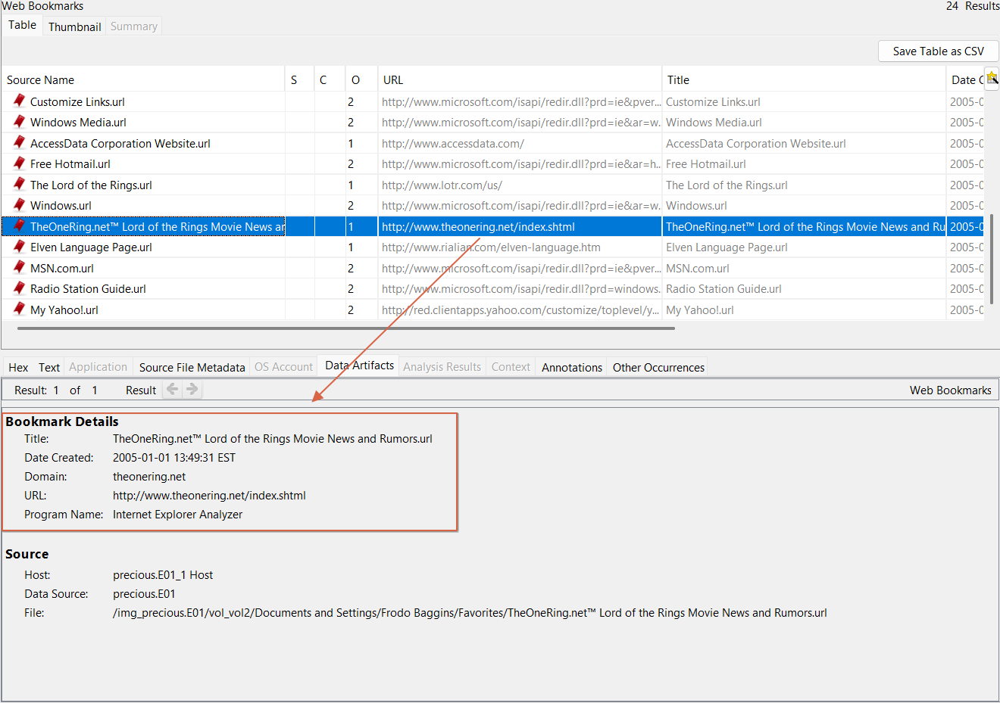 Web Bookmarks 24 Results
Table Thumbnail Summary
Save Table as CSV
Source Name S C O URL Title Date C
Customize Links.url 2 http://www.microsoft.com/isapi/redir.dll?prd=ie&pver... Customize Links.url 2005-0
Windows Media.url 2 http://www.microsoft.com/isapi/redir.dll?prd=ie&ar=w... Windows Media.url 2005-0
AccessData Corporation Website.url 1 http://www.accessdata.com/ AccessData Corporation Website.url 2005-0
Free Hotmail.url 2 http://www.microsoft.com/isapi/redir.dll?prd=ie&ar=h... Free Hotmail.url 2005-0
The Lord of the Rings.url 1 http://www.lotr.com/us/ The Lord of the Rings.url 2005-0
Windows.url 2 http://www.microsoft.com/isapi/redir.dll?prd=ie&ar=w... Windows.url 2005-0
TheOneRing.net™ Lord of the Rings Movie News ar 1 http://www.theonering.net/index.shtml TheOneRing.net™ Lord of the Rings Movie News and Ru 2005-0
Elven Language Page.url 1 http://www.rialian.com/elven-language.htm Elven Language Page.url 2005-0
MSN.com.url 2 http://www.microsoft.com/isapi/redir.dll?prd=ie&pver... MSN.com.url 2005-0
Radio Station Guide.url 2 http://www.microsoft.com/isapi/redir.dll?prd=windows... Radio Station Guide.url 2005-0
My Yahoo!.url 2 http://red.clientapps.yahoo.com/customize/toplevel/y... My Yahoo!.url 2005-0
Hex Text Application Source File Metadata OS Account Data Artifacts Analysis Results Context Annotations Other Occurrences
Result: 1 of 1 Result Web Bookmarks
Bookmark Details
Title: TheOneRing.net™ Lord of the Rings Movie News and Rumors.url
Date Created: 2005-01-01 13:49:31 EST
Domain: theonering.net
URL: http://www.theonering.net/index.shtml
Program Name: Internet Explorer Analyzer
Source
Host: precious.E01_1 Host
Data Source: precious.E01
File: /img_precious.E01/vol_vol2/Documents and Settings/Frodo Baggins/Favorites/TheOneRing.net™ Lord of the Rings Movie News and Rumors.url